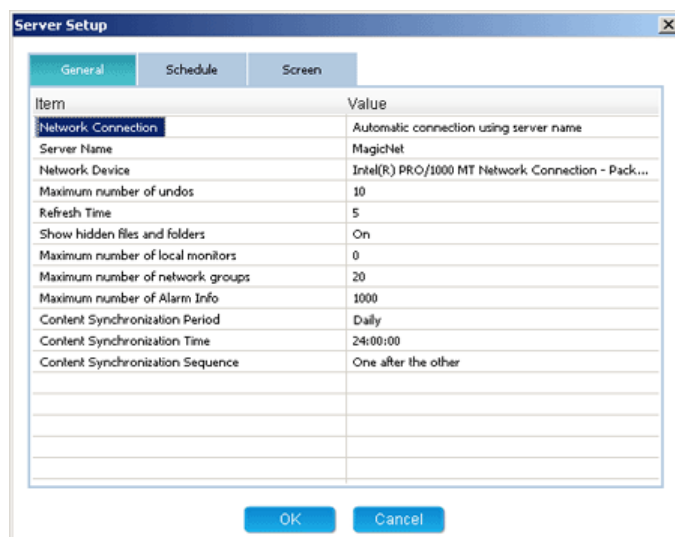 Server Setup
General Schedule Screen
Item Value
Network Connection Automatic connection using server name
Server Name MagicNet
Network Device Intel(R) PRO/1000 MT Network Connection - Pack...
Maximum number of undos 10
Refresh Time 5
Show hidden files and folders On
Maximum number of local monitors 0
Maximum number of network groups 20
Maximum number of Alarm Info 1000
Content Synchronization Period Daily
Content Synchronization Time 24:00:00
Content Synchronization Sequence One after the other
OK Cancel